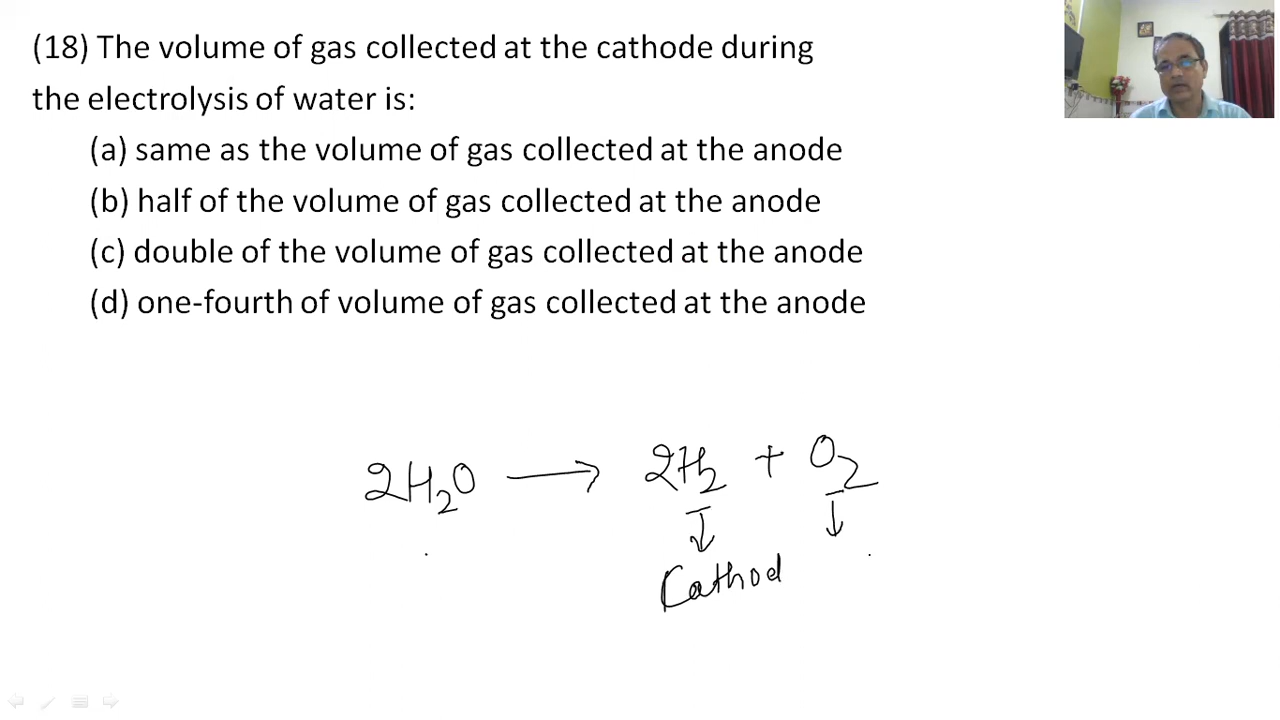 (18) The volume of gas collected at the cathode during
the electrolysis of water is:
(a) same as the volume of gas collected at the anode
(b) half of the volume of gas collected at the anode
(c) double of the volume of gas collected at the anode
(d) one-fourth of volume of gas collected at the anode
2H₂O ⟶ 2H₂ + O₂
↓ ↓
Cathod